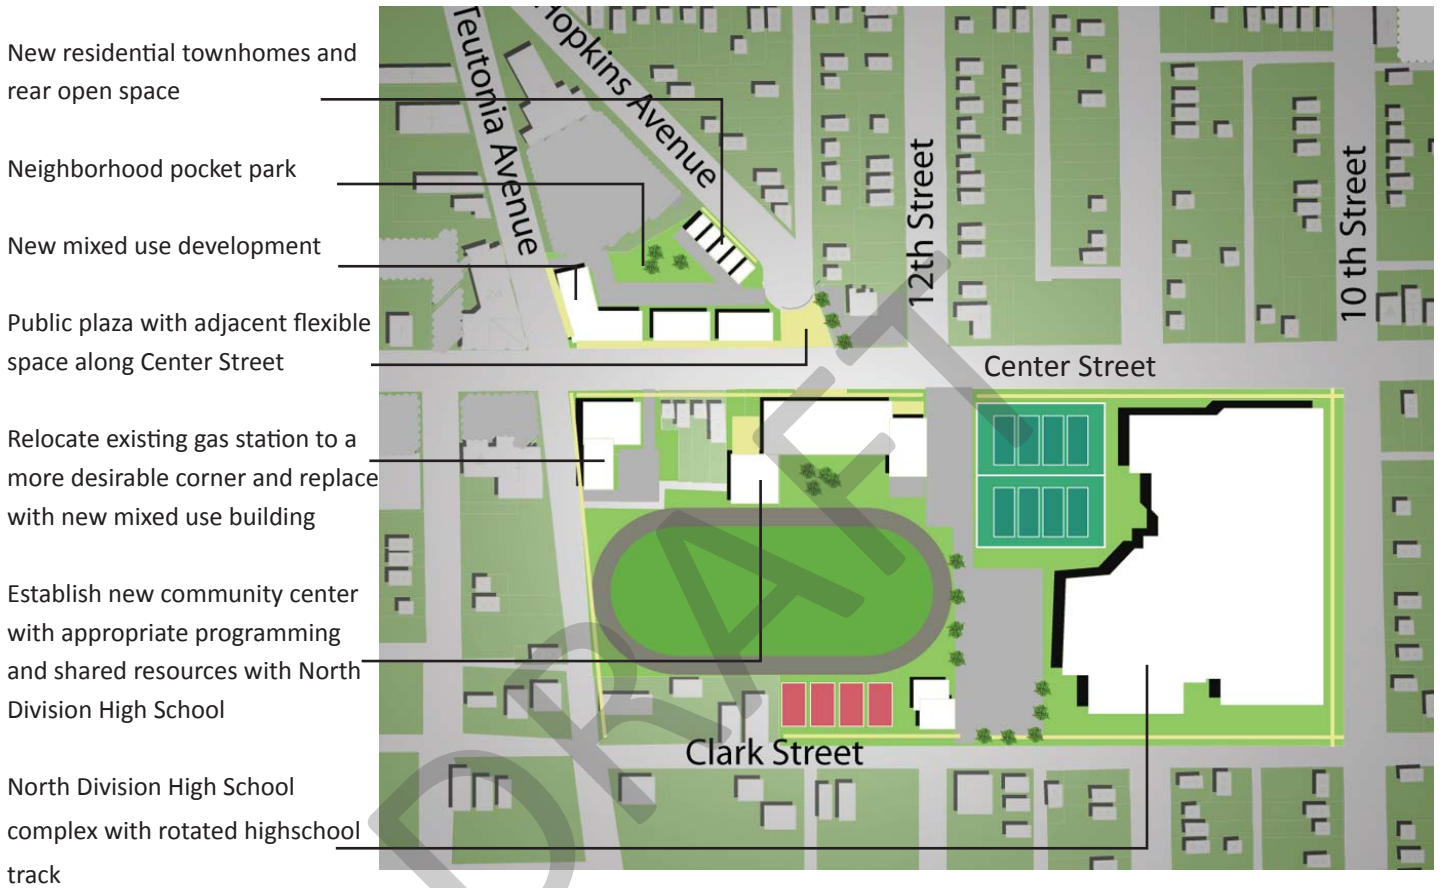 New residential townhomes and
rear open space
Neighborhood pocket park
New mixed use development
Public plaza with adjacent flexible
space along Center Street
Relocate existing gas station to a
more desirable corner and replace
with new mixed use building
Establish new community center
with appropriate programming
and shared resources with North
Division High School
North Division High School
complex with rotated highschool
track
Teutonia Avenue
Hopkins Avenue
12th Street
10 th Street
Center Street
Clark Street
DRAFT